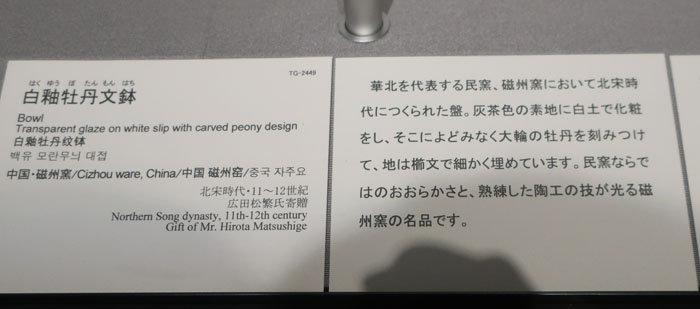 はくゆうぼたんもんはち
TG-2449
白釉牡丹文鉢
Bowl
Transparent glaze on white slip with carved peony design
白釉牡丹纹钵
백유 모란무늬 대접
中国・磁州窯/Cizhou ware, China/中国 磁州窑/중국 자주요
北宋時代・11~12世紀
広田松繁氏寄贈
Northern Song dynasty, 11th-12th century
Gift of Mr. Hirota Matsushige
華北を代表する民窯、磁州窯において北宋時
代につくられた盤。灰茶色の素地に白土で化粧
をし、そこによどみなく大輪の牡丹を刻みつけ
て、地は櫛文で細かく埋めています。民窯ならで
はのおおらかさと、熟練した陶工の技が光る磁
州窯の名品です。